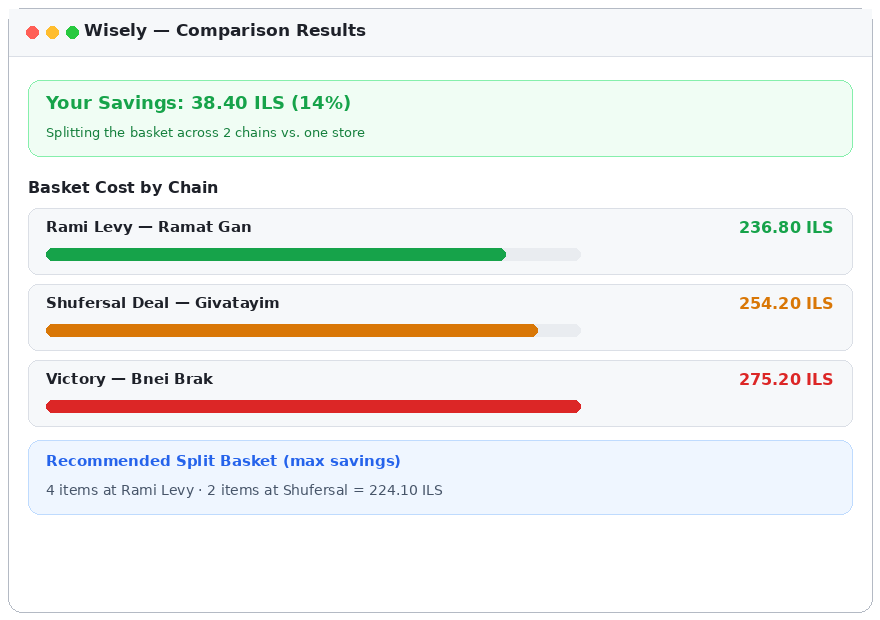 Wisely — Comparison Results
Your Savings: 38.40 ILS (14%)
Splitting the basket across 2 chains vs. one store
Basket Cost by Chain
Rami Levy — Ramat Gan
236.80 ILS
Shufersal Deal — Givatayim
254.20 ILS
Victory — Bnei Brak
275.20 ILS
Recommended Split Basket (max savings)
4 items at Rami Levy · 2 items at Shufersal = 224.10 ILS